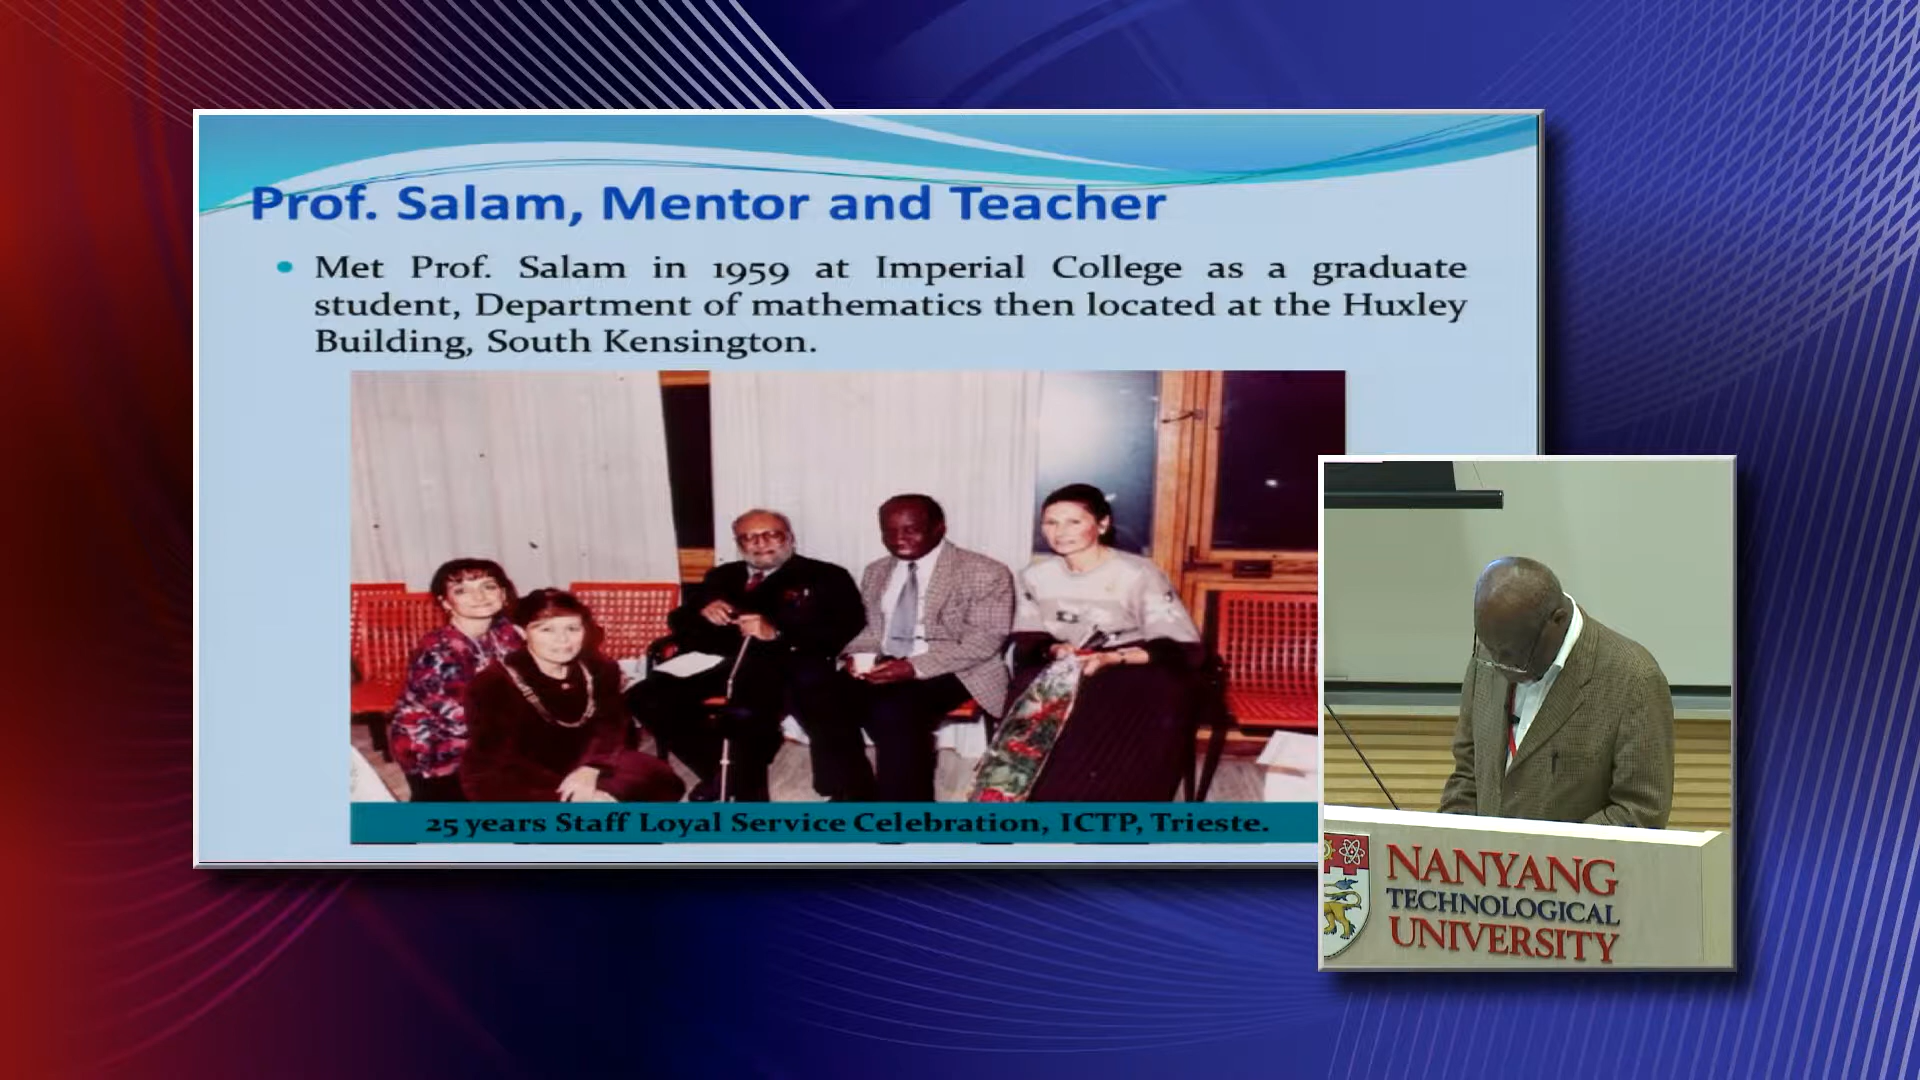 Prof. Salam, Mentor and Teacher
• Met Prof. Salam in 1959 at Imperial College as a graduate
student, Department of mathematics then located at the Huxley
Building, South Kensington.
25 years Staff Loyal Service Celebration, ICTP, Trieste.
NANYANG
TECHNOLOGICAL
UNIVERSITY